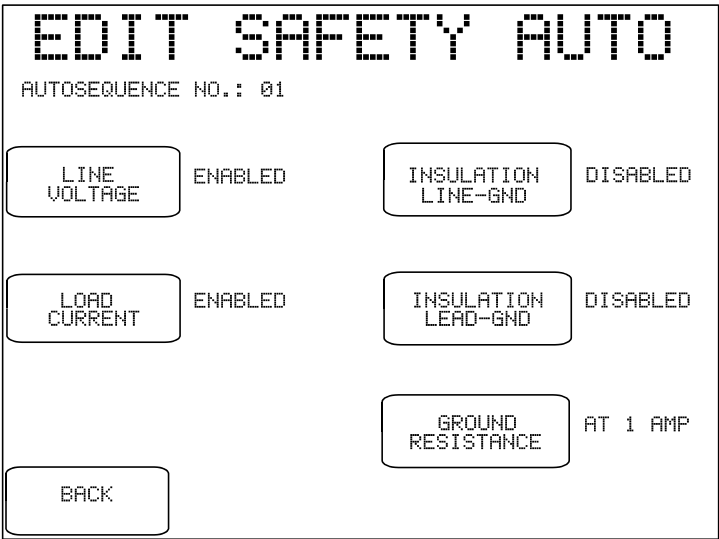 EDIT SAFETY AUTO
AUTOSEQUENCE NO.: 01
LINE
VOLTAGE
ENABLED
INSULATION
LINE-GND
DISABLED
LOAD
CURRENT
ENABLED
INSULATION
LEAD-GND
DISABLED
GROUND
RESISTANCE
AT 1 AMP
BACK